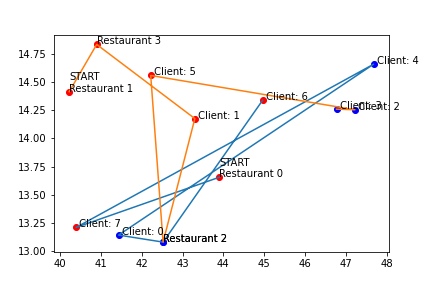 Restaurant 3
14.75
Client: 4
Client: 5
START
Restaurant 1
14.50
Client: 6
Client: 3
Client: 2
14.25
Client: 1
14.00
13.75
START
Restaurant 0
13.50
13.25
Client: 7
Client: 0
Restaurant 2
13.00
40 41 42 43 44 45 46 47 48